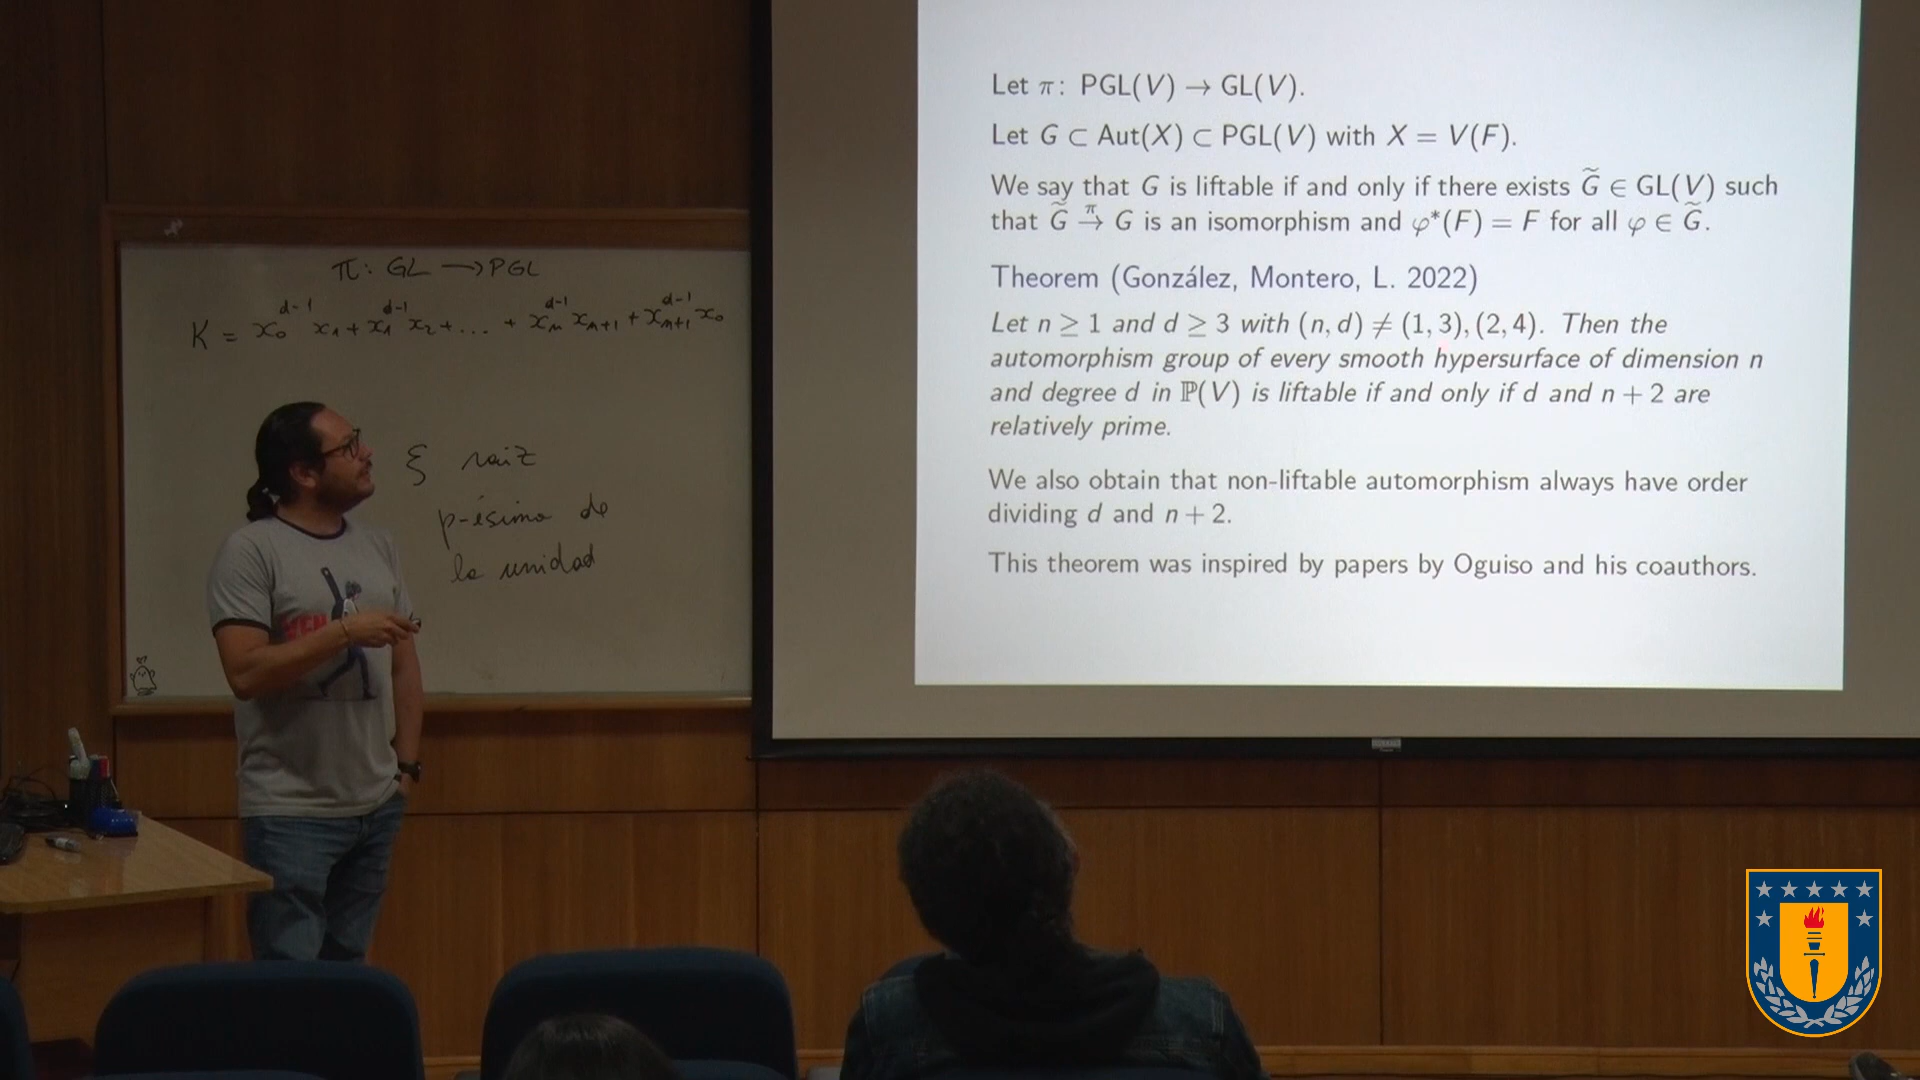 π: GL → PGL
K = x₀^{d-1} x₁ + x₁^{d-1} x₂ + ... + x_n^{d-1} x_{n+1} + x_{n+1}^{d-1} x₀
ξ raiz
p-ésima de
la unidad
Let π: PGL(V) → GL(V).
Let G ⊂ Aut(X) ⊂ PGL(V) with X = V(F).
We say that G is liftable if and only if there exists G̃ ∈ GL(V) such
that G̃ →^π G is an isomorphism and φ*(F) = F for all φ ∈ G̃.
Theorem (González, Montero, L. 2022)
Let n ≥ 1 and d ≥ 3 with (n, d) ≠ (1, 3), (2, 4). Then the
automorphism group of every smooth hypersurface of dimension n
and degree d in ℙ(V) is liftable if and only if d and n + 2 are
relatively prime.
We also obtain that non-liftable automorphism always have order
dividing d and n + 2.
This theorem was inspired by papers by Oguiso and his coauthors.